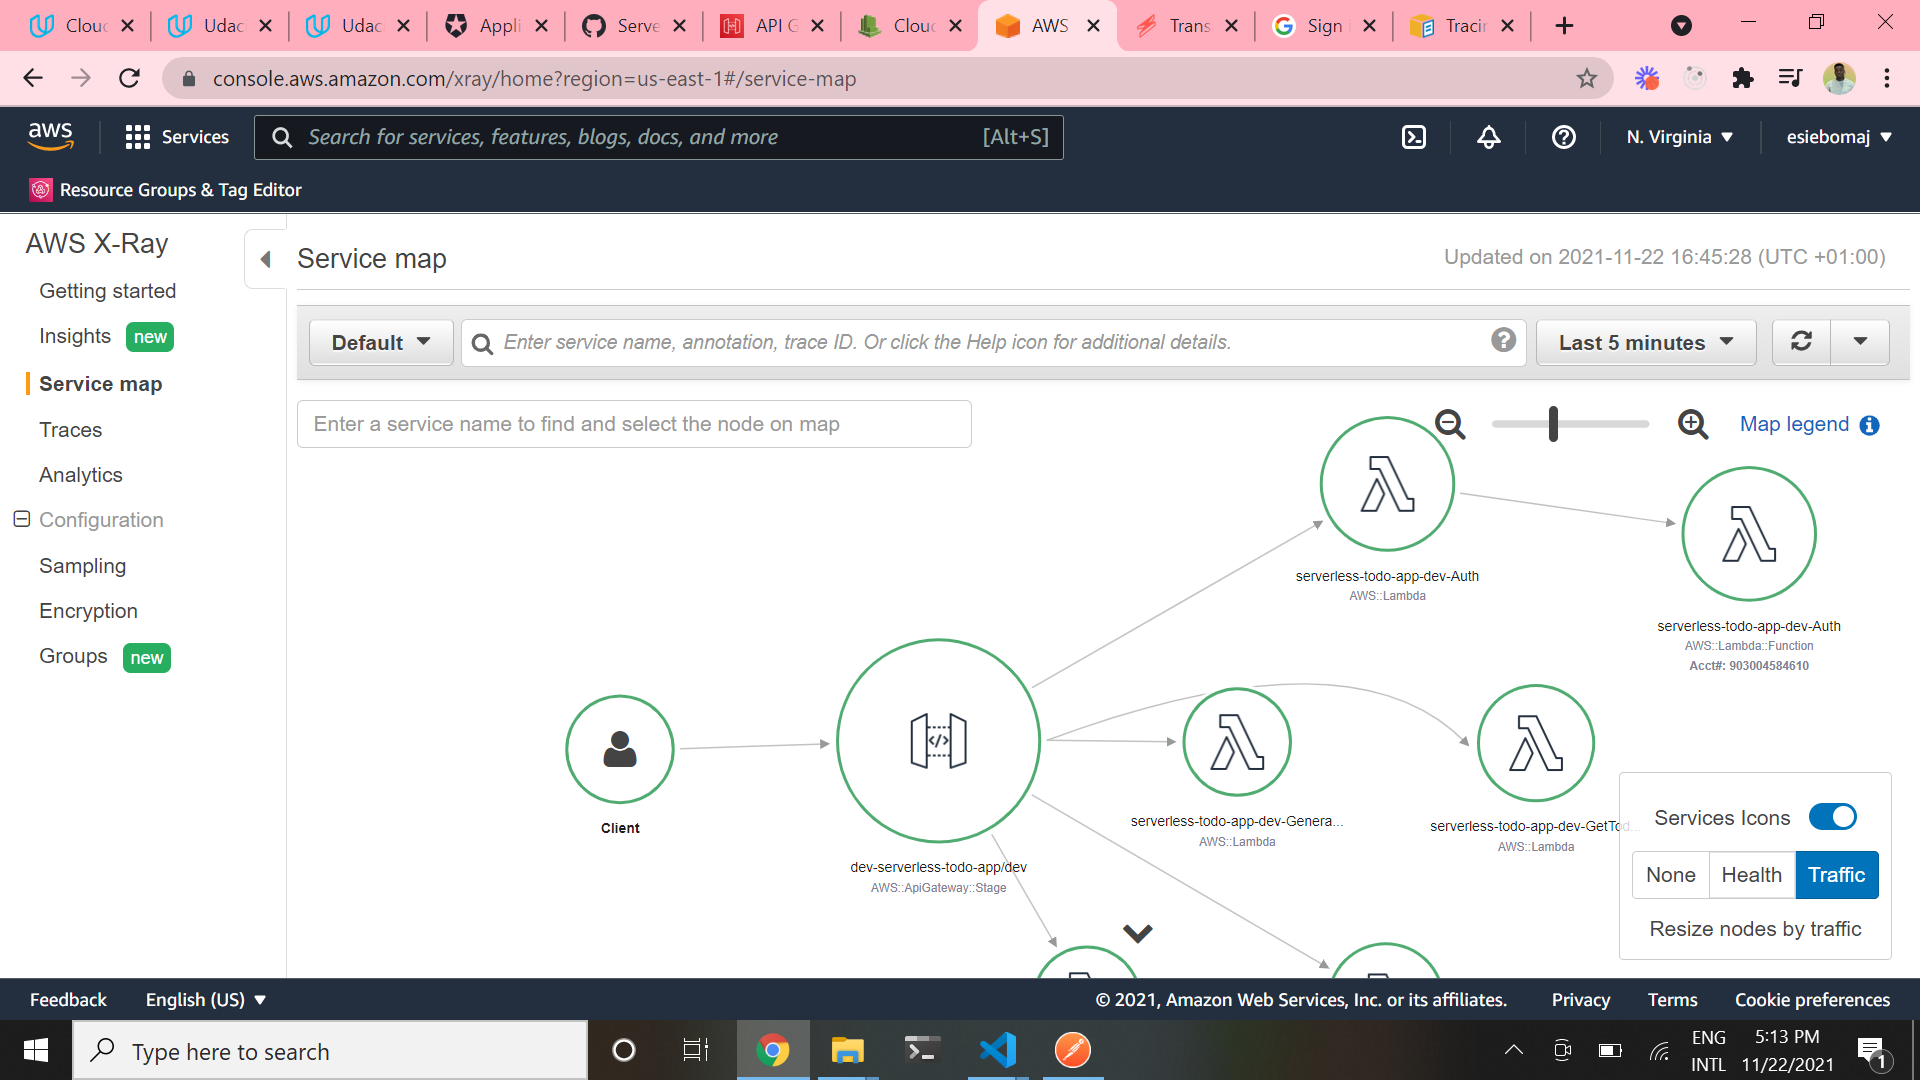 Clouc
Udac
Udac
Appli
Serve
API G
Clouc
AWS
Trans
Sign i
Tracin
console.aws.amazon.com/xray/home?region=us-east-1#/service-map
aws
Services
Search for services, features, blogs, docs, and more
[Alt+S]
N. Virginia
esiebomaj
Resource Groups & Tag Editor
AWS X-Ray
Getting started
Insights new
Service map
Traces
Analytics
Configuration
Sampling
Encryption
Groups new
Service map
Updated on 2021-11-22 16:45:28 (UTC +01:00)
Default
Enter service name, annotation, trace ID. Or click the Help icon for additional details.
Last 5 minutes
Enter a service name to find and select the node on map
Map legend
serverless-todo-app-dev-Auth
AWS::Lambda
serverless-todo-app-dev-Auth
AWS::Lambda::Function
Acct#: 903004584610
Client
dev-serverless-todo-app/dev
AWS::ApiGateway::Stage
serverless-todo-app-dev-Genera...
AWS::Lambda
serverless-todo-app-dev-GetTod...
AWS::Lambda
Services Icons
None Health Traffic
Resize nodes by traffic
Feedback
English (US)
© 2021, Amazon Web Services, Inc. or its affiliates.
Privacy
Terms
Cookie preferences
Type here to search
ENG
INTL
5:13 PM
11/22/2021
1